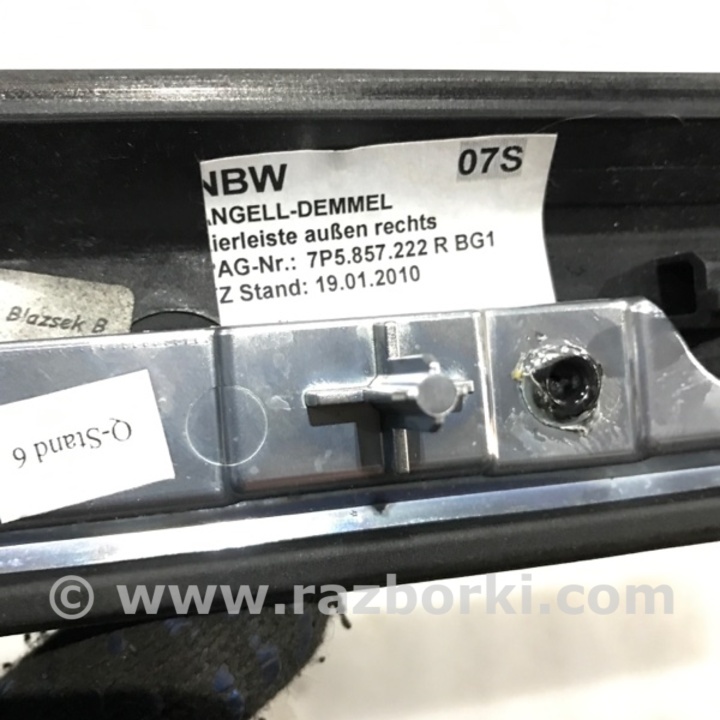 NBW 07S
ANGELL-DEMMEL
ierleiste außen rechts
PAG-Nr.: 7P5.857.222 R BG1
Z Stand: 19.01.2010
Blazsek B
Q-Stand 6
© www.razborki.com